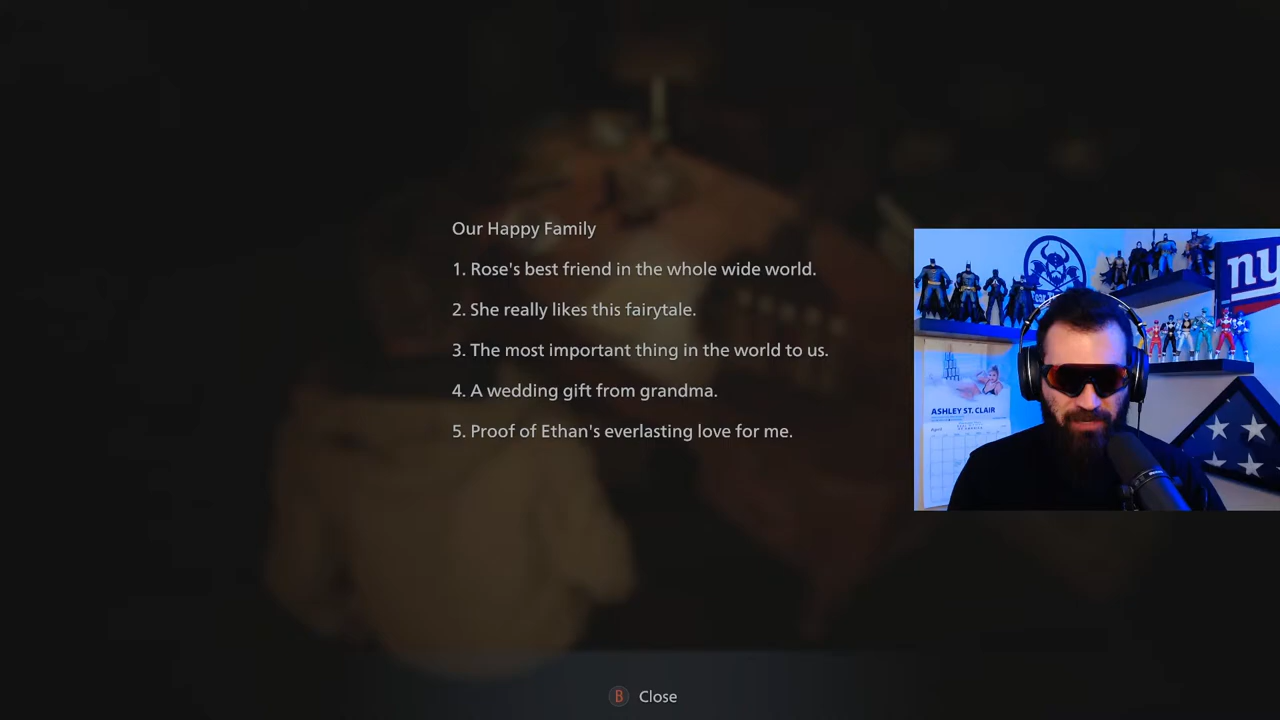 Our Happy Family
1. Rose's best friend in the whole wide world.
2. She really likes this fairytale.
3. The most important thing in the world to us.
4. A wedding gift from grandma.
5. Proof of Ethan's everlasting love for me.
B Close
ny
ASHLEY ST. CLAIR
April